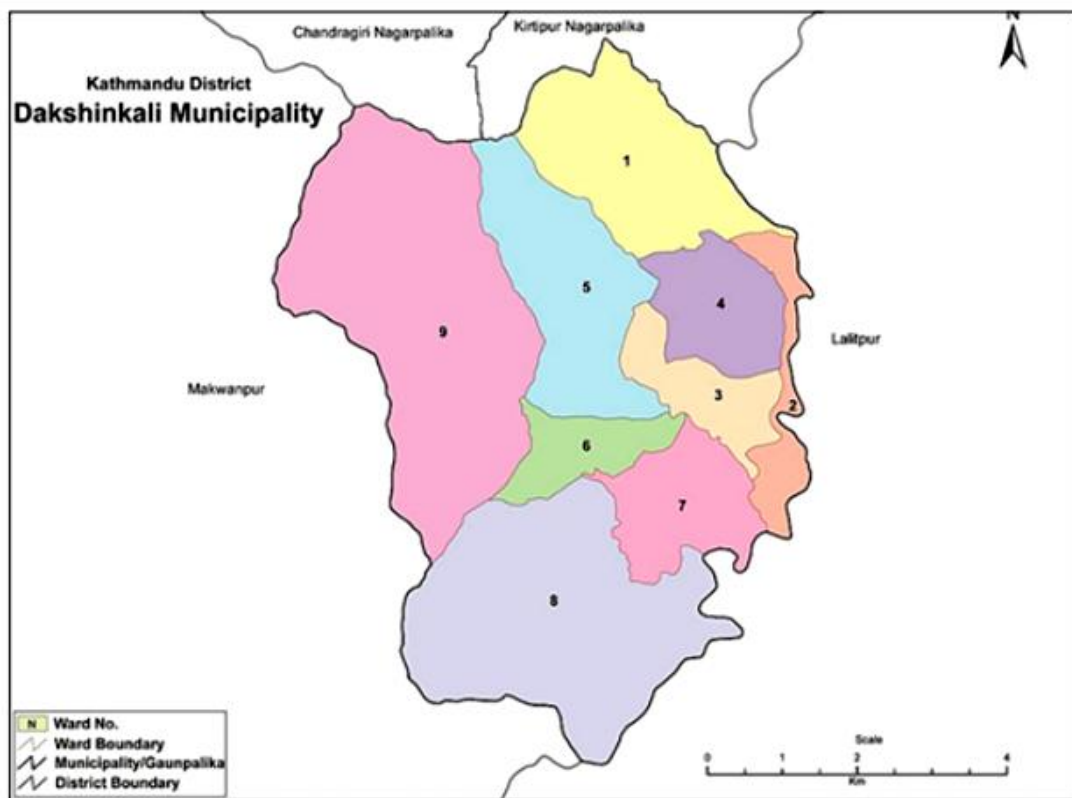 N
Chandragiri Nagarpalika
Kirtipur Nagarpalika
Kathmandu District
Dakshinkali Municipality
1
5
4
9
Lalitpur
Makwanpur
3
2
6
7
8
N Ward No.
Ward Boundary
Municipality/Gaunpalika
District Boundary
Scale
0 1 2 4
Km